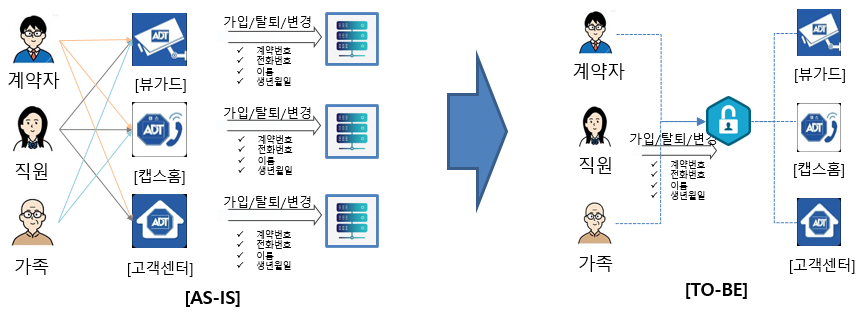 계약자
직원
가족
ADT
[뷰가드]
ADT
[캡스홈]
ADT
[고객센터]
가입/탈퇴/변경
✓ 계약번호
✓ 전화번호
✓ 이름
✓ 생년월일
가입/탈퇴/변경
✓ 계약번호
✓ 전화번호
✓ 이름
✓ 생년월일
가입/탈퇴/변경
✓ 계약번호
✓ 전화번호
✓ 이름
✓ 생년월일
[AS-IS]
계약자
직원
가족
가입/탈퇴/변경
✓ 계약번호
✓ 전화번호
✓ 이름
✓ 생년월일
ADT
[뷰가드]
ADT
[캡스홈]
ADT
[고객센터]
[TO-BE]